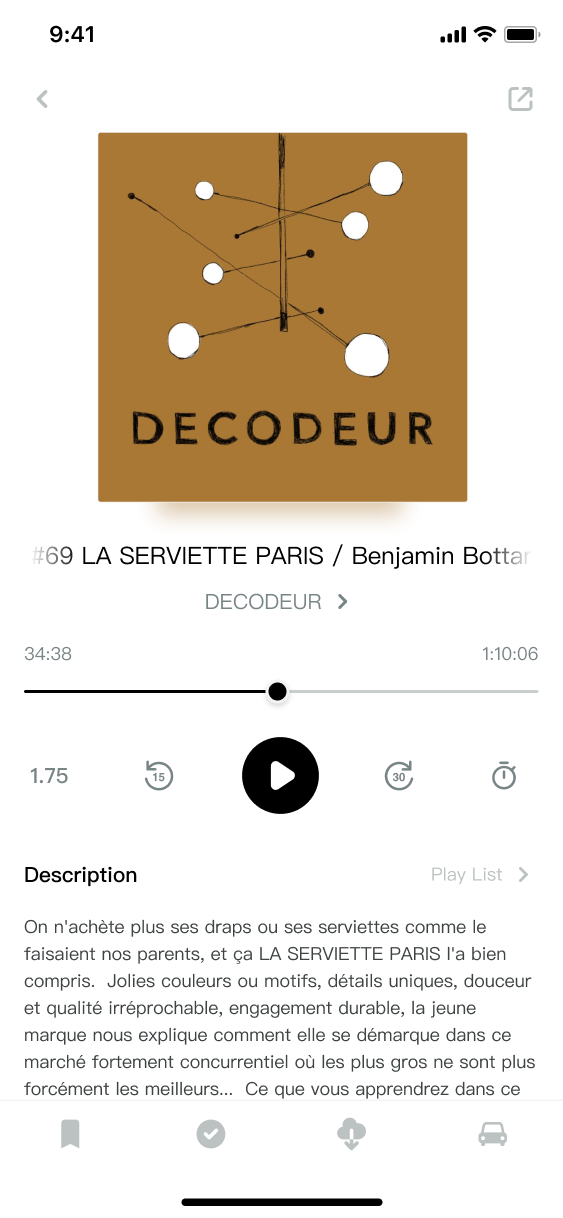 9:41
DECODEUR
#69 LA SERVIETTE PARIS / Benjamin Bottar
DECODEUR
34:38 1:10:06
1.75 15 30
Description Play List
On n'achète plus ses draps ou ses serviettes comme le
faisaient nos parents, et ça LA SERVIETTE PARIS l'a bien
compris.  Jolies couleurs ou motifs, détails uniques, douceur
et qualité irréprochable, engagement durable, la jeune
marque nous explique comment elle se démarque dans ce
marché fortement concurrentiel où les plus gros ne sont plus
forcément les meilleurs...  Ce que vous apprendrez dans ce